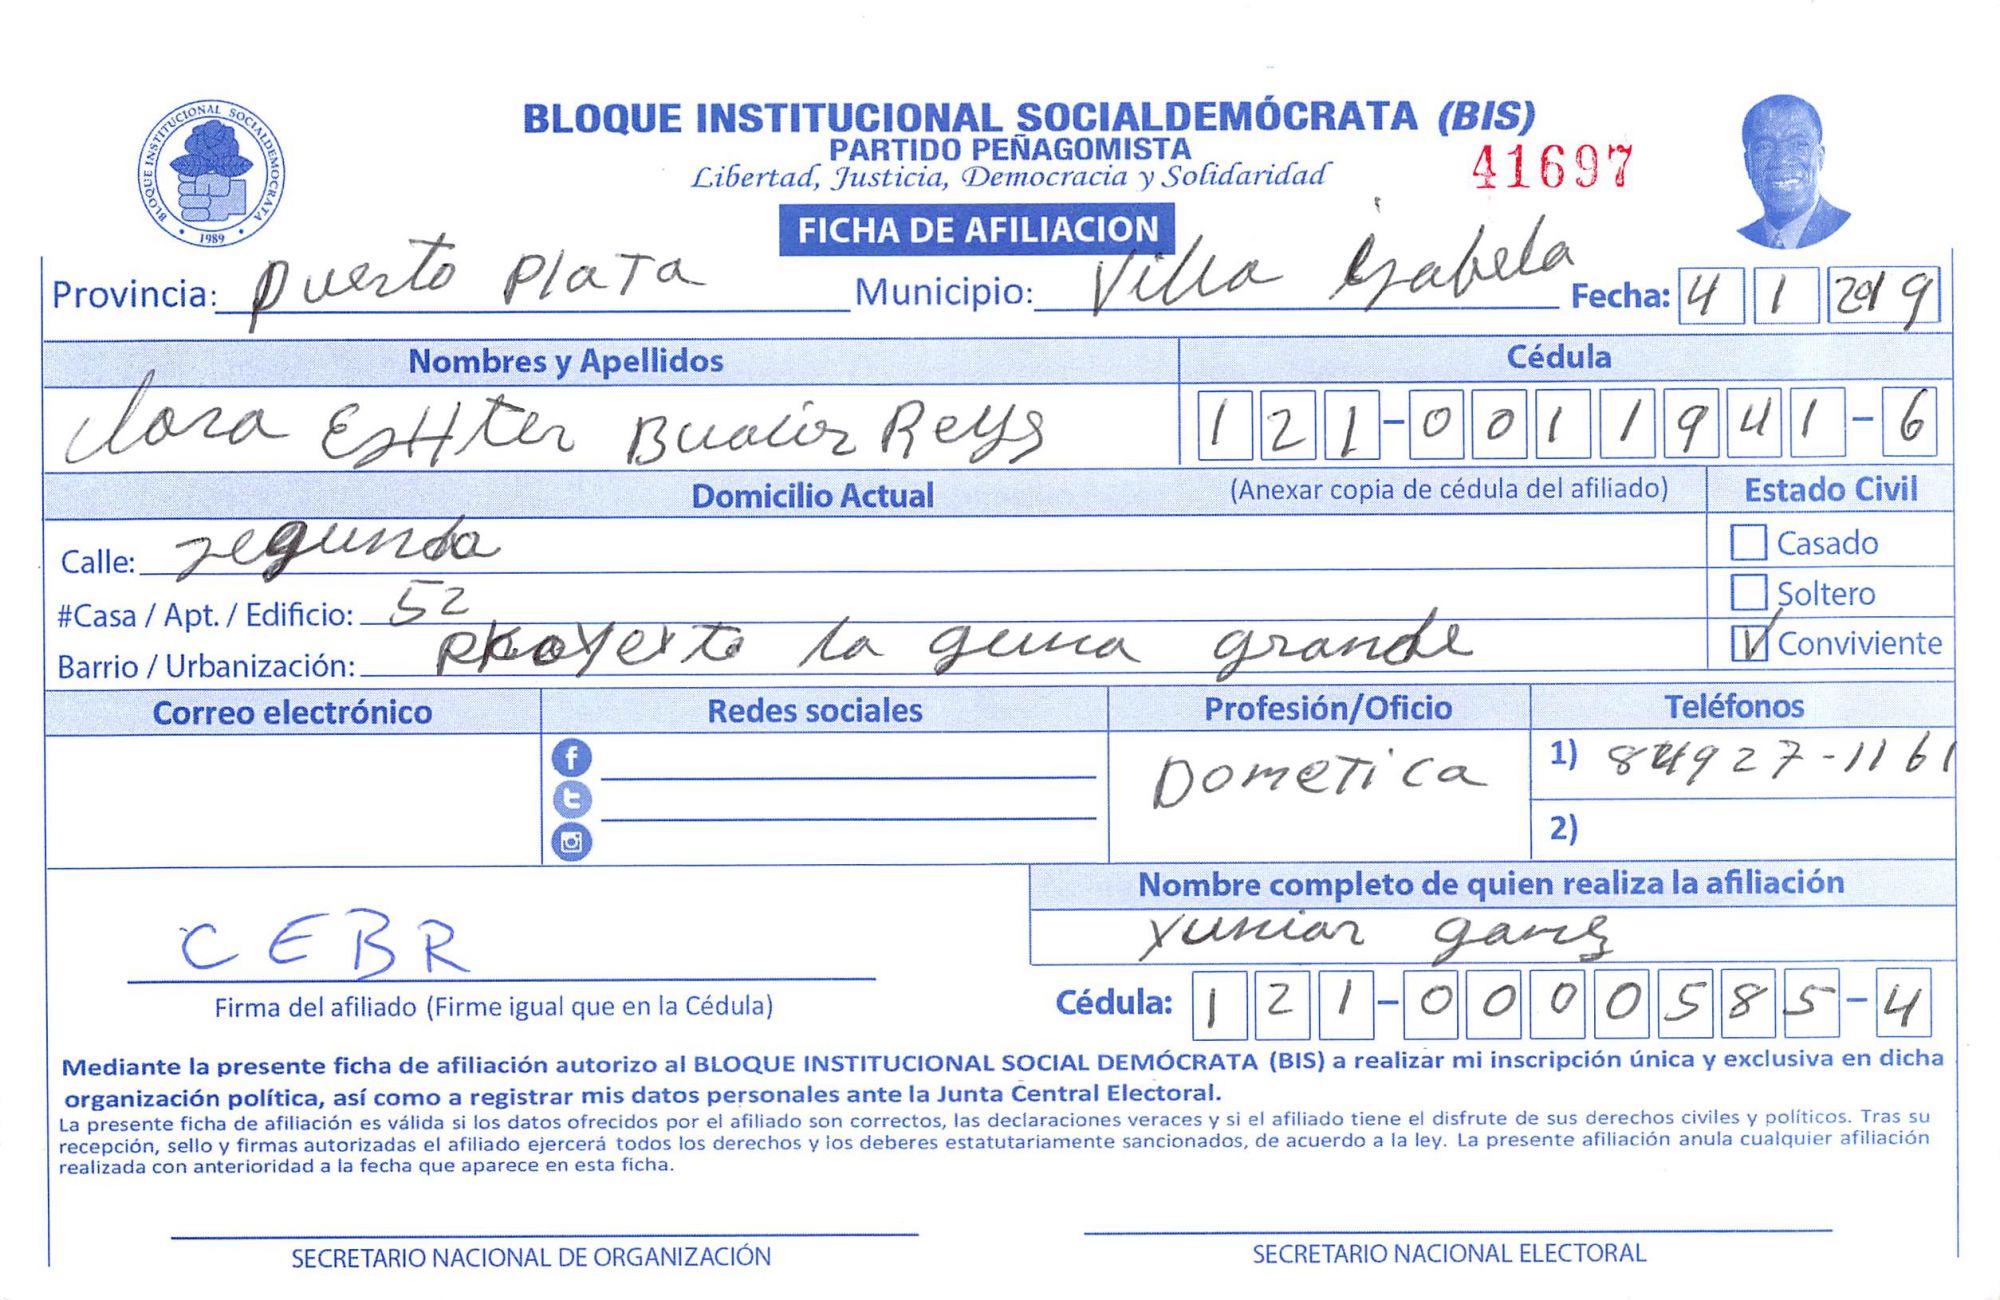 BLOQUE INSTITUCIONAL SOCIALDEMÓCRATA (BIS)
BLOQUE INSTITUCIONAL SOCIALDEMOCRATA
1989
PARTIDO PEÑAGOMISTA
Libertad, Justicia, Democracia y Solidaridad
41697
FICHA DE AFILIACION
Provincia: Puerto Plata Municipio: Villa Isabela Fecha: 4 1 2019
Nombres y Apellidos Cédula
Clara EsHter Reys 121-0011941-6
Domicilio Actual (Anexar copia de cédula del afiliado) Estado Civil
Calle: segunda
Casado
#Casa / Apt. / Edificio: 52
Soltero
Barrio / Urbanización: la guna grande
Conviviente
Correo electrónico Redes sociales Profesión/Oficio Teléfonos
Dometica
1) 927-1161
2)
Nombre completo de quien realiza la afiliación
CEBR
Firma del afiliado (Firme igual que en la Cédula)
Cédula: 121-0000585-4
Mediante la presente ficha de afiliación autorizo al BLOQUE INSTITUCIONAL SOCIAL DEMÓCRATA (BIS) a realizar mi inscripción única y exclusiva en dicha
organización política, así como a registrar mis datos personales ante la Junta Central Electoral.
La presente ficha de afiliación es válida si los datos ofrecidos por el afiliado son correctos, las declaraciones veraces y si el afiliado tiene el disfrute de sus derechos civiles y políticos. Tras su
recepción, sello y firmas autorizadas el afiliado ejercerá todos los derechos y los deberes estatutariamente sancionados, de acuerdo a la ley. La presente afiliación anula cualquier afiliación
realizada con anterioridad a la fecha que aparece en esta ficha.
SECRETARIO NACIONAL DE ORGANIZACIÓN SECRETARIO NACIONAL ELECTORAL